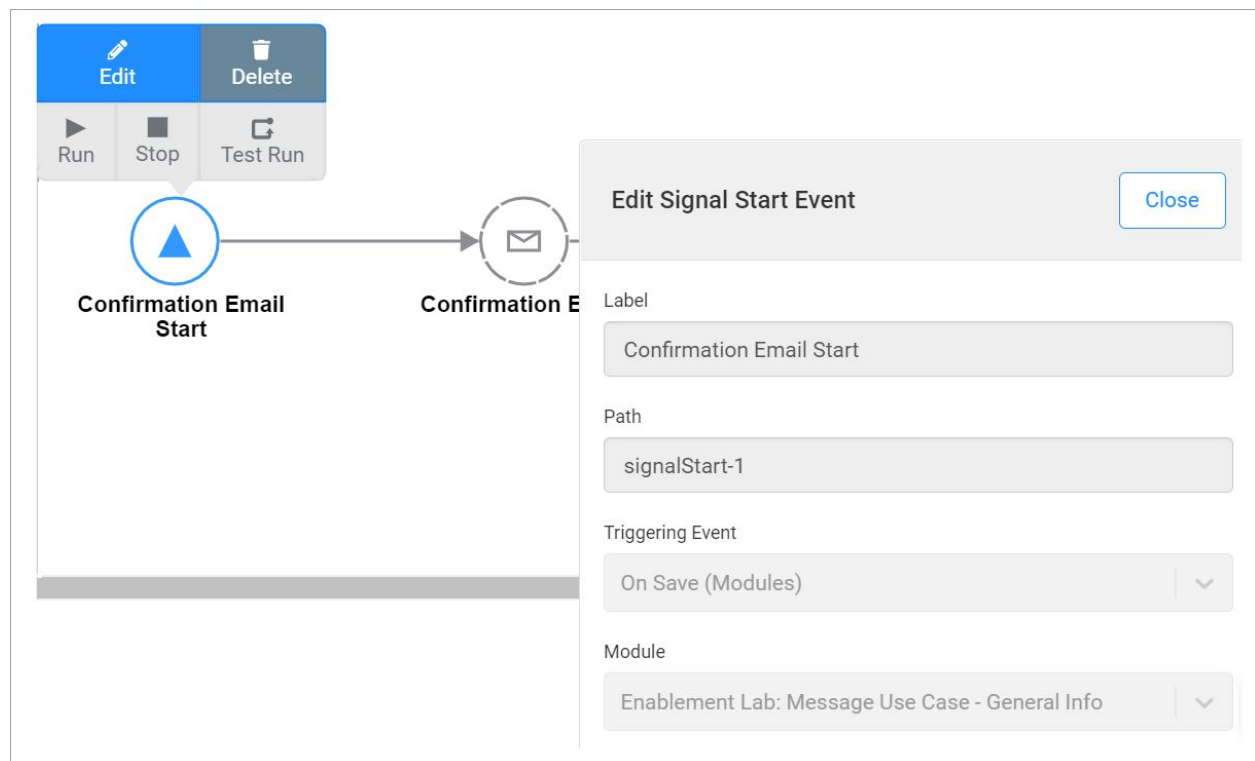 Edit
Delete
Run
Stop
Test Run
Confirmation Email
Start
Confirmation E
Edit Signal Start Event
Close
Label
Confirmation Email Start
Path
signalStart-1
Triggering Event
On Save (Modules)
Module
Enablement Lab: Message Use Case - General Info